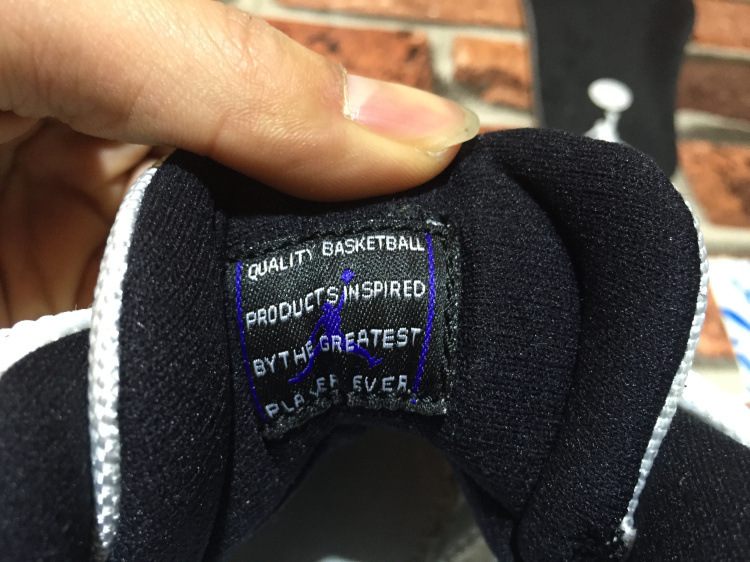 QUALITY BASKETBALL
PRODUCTS INSPIRED
BY THE GREATEST
PLAYER EVER.